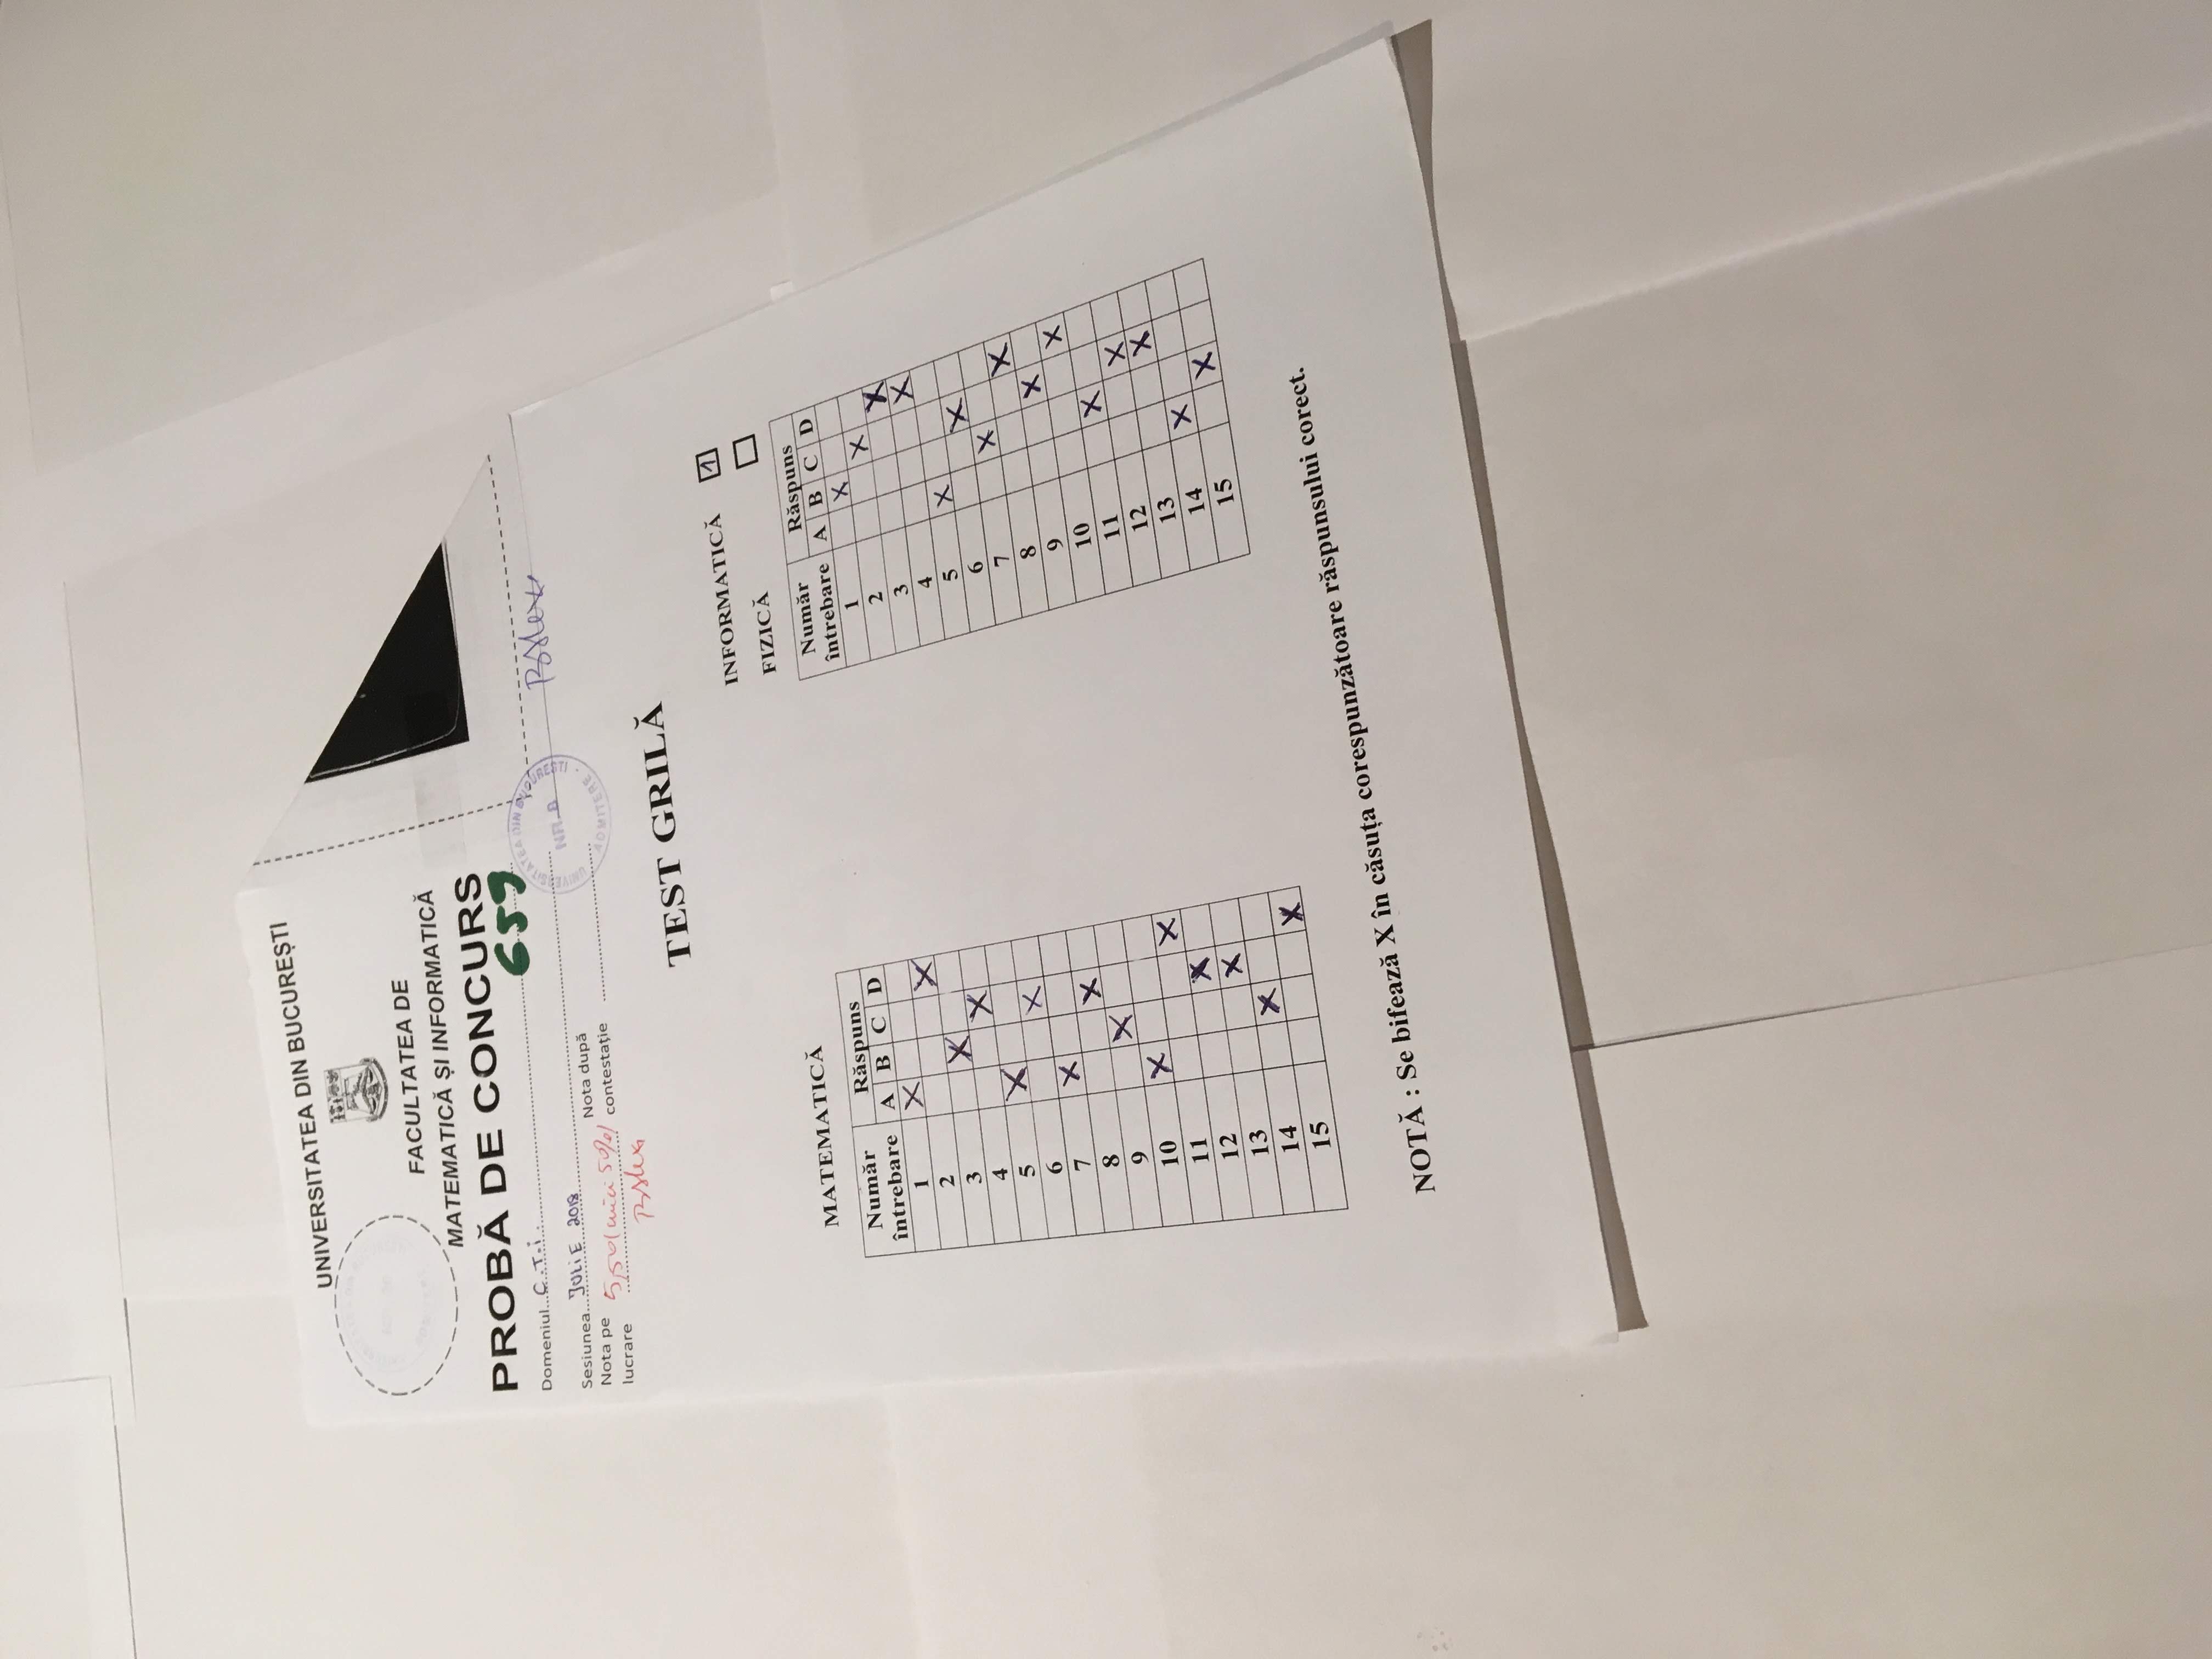 UNIVERSITATEA DIN BUCUREȘTI
FACULTATEA DE
MATEMATICĂ ȘI INFORMATICĂ
PROBĂ DE CONCURS
659
Domeniul C.T.i.
Sesiunea JULIE 2018
Nota pe lucrare 5,50 (cinci 50%)
Nota după contestație
UNIVERSITATEA DIN BUCUREȘTI
NR. 8
ADMITERE
TEST GRILĂ
INFORMATICĂ 1
FIZICĂ
MATEMATICĂ
Număr întrebare Răspuns
A B C D
1 X
2 X
3 X
4 X
5 X
6 X
7 X
8 X
9 X
10 X
11 X
12 X
13 X
14 X
15 X
Număr întrebare Răspuns
A B C D
1 X
2 X
3 X
4 X
5 X
6 X
7 X
8 X
9 X
10 X
11 X
12 X
13 X
14 X
15 X
NOTĂ : Se bifează X în căsuța corespunzătoare răspunsului corect.